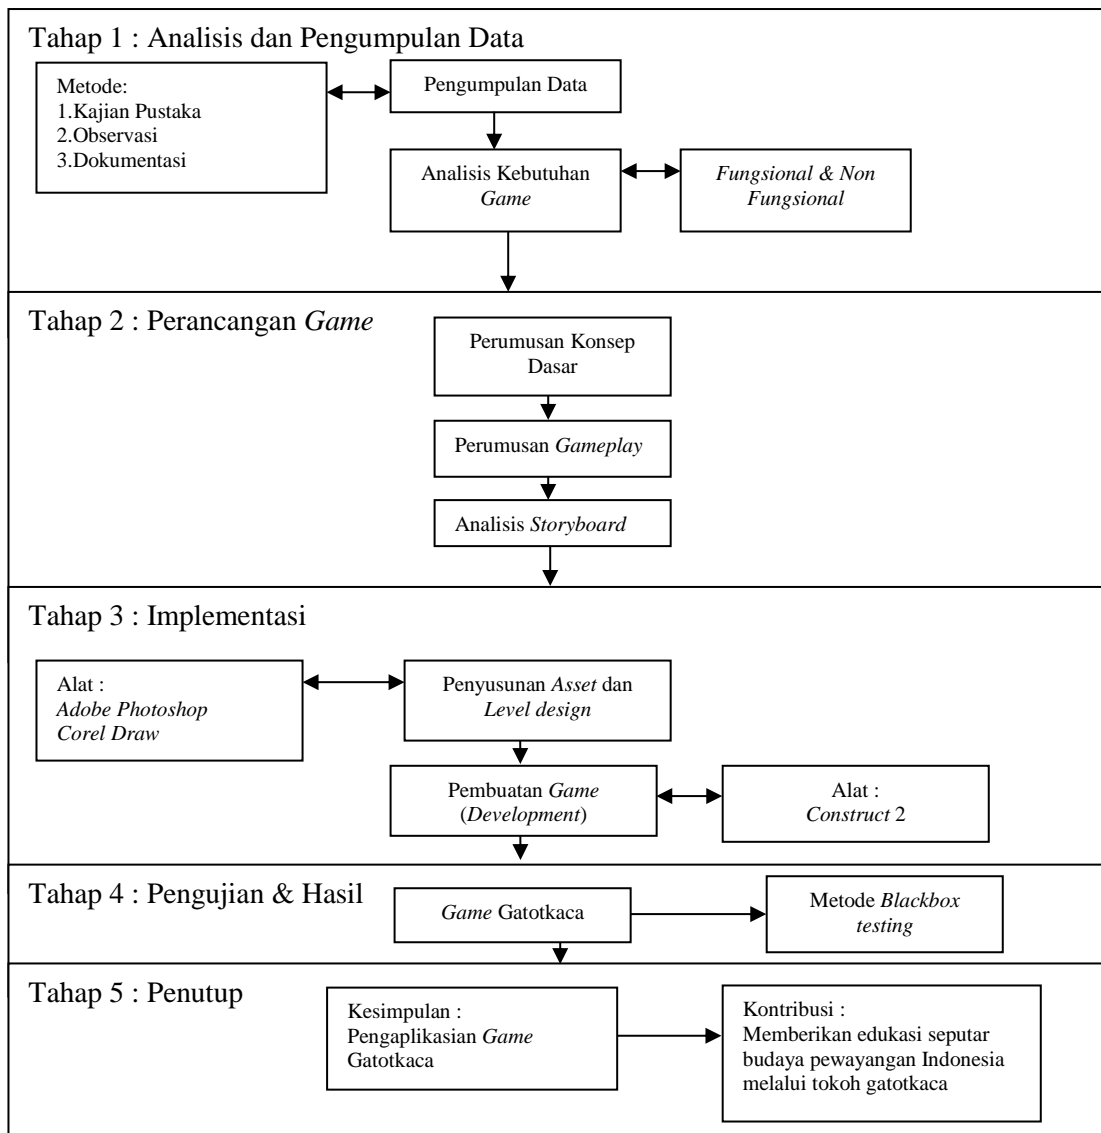 Tahap 1 : Analisis dan Pengumpulan Data
Metode:
1.Kajian Pustaka
2.Observasi
3.Dokumentasi
Pengumpulan Data
Analisis Kebutuhan
Game
Fungsional & Non
Fungsional
Tahap 2 : Perancangan Game
Perumusan Konsep
Dasar
Perumusan Gameplay
Analisis Storyboard
Tahap 3 : Implementasi
Alat :
Adobe Photoshop
Corel Draw
Penyusunan Asset dan
Level design
Pembuatan Game
(Development)
Alat :
Construct 2
Tahap 4 : Pengujian & Hasil
Game Gatotkaca
Metode Blackbox
testing
Tahap 5 : Penutup
Kesimpulan :
Pengaplikasian Game
Gatotkaca
Kontribusi :
Memberikan edukasi seputar
budaya pewayangan Indonesia
melalui tokoh gatotkaca